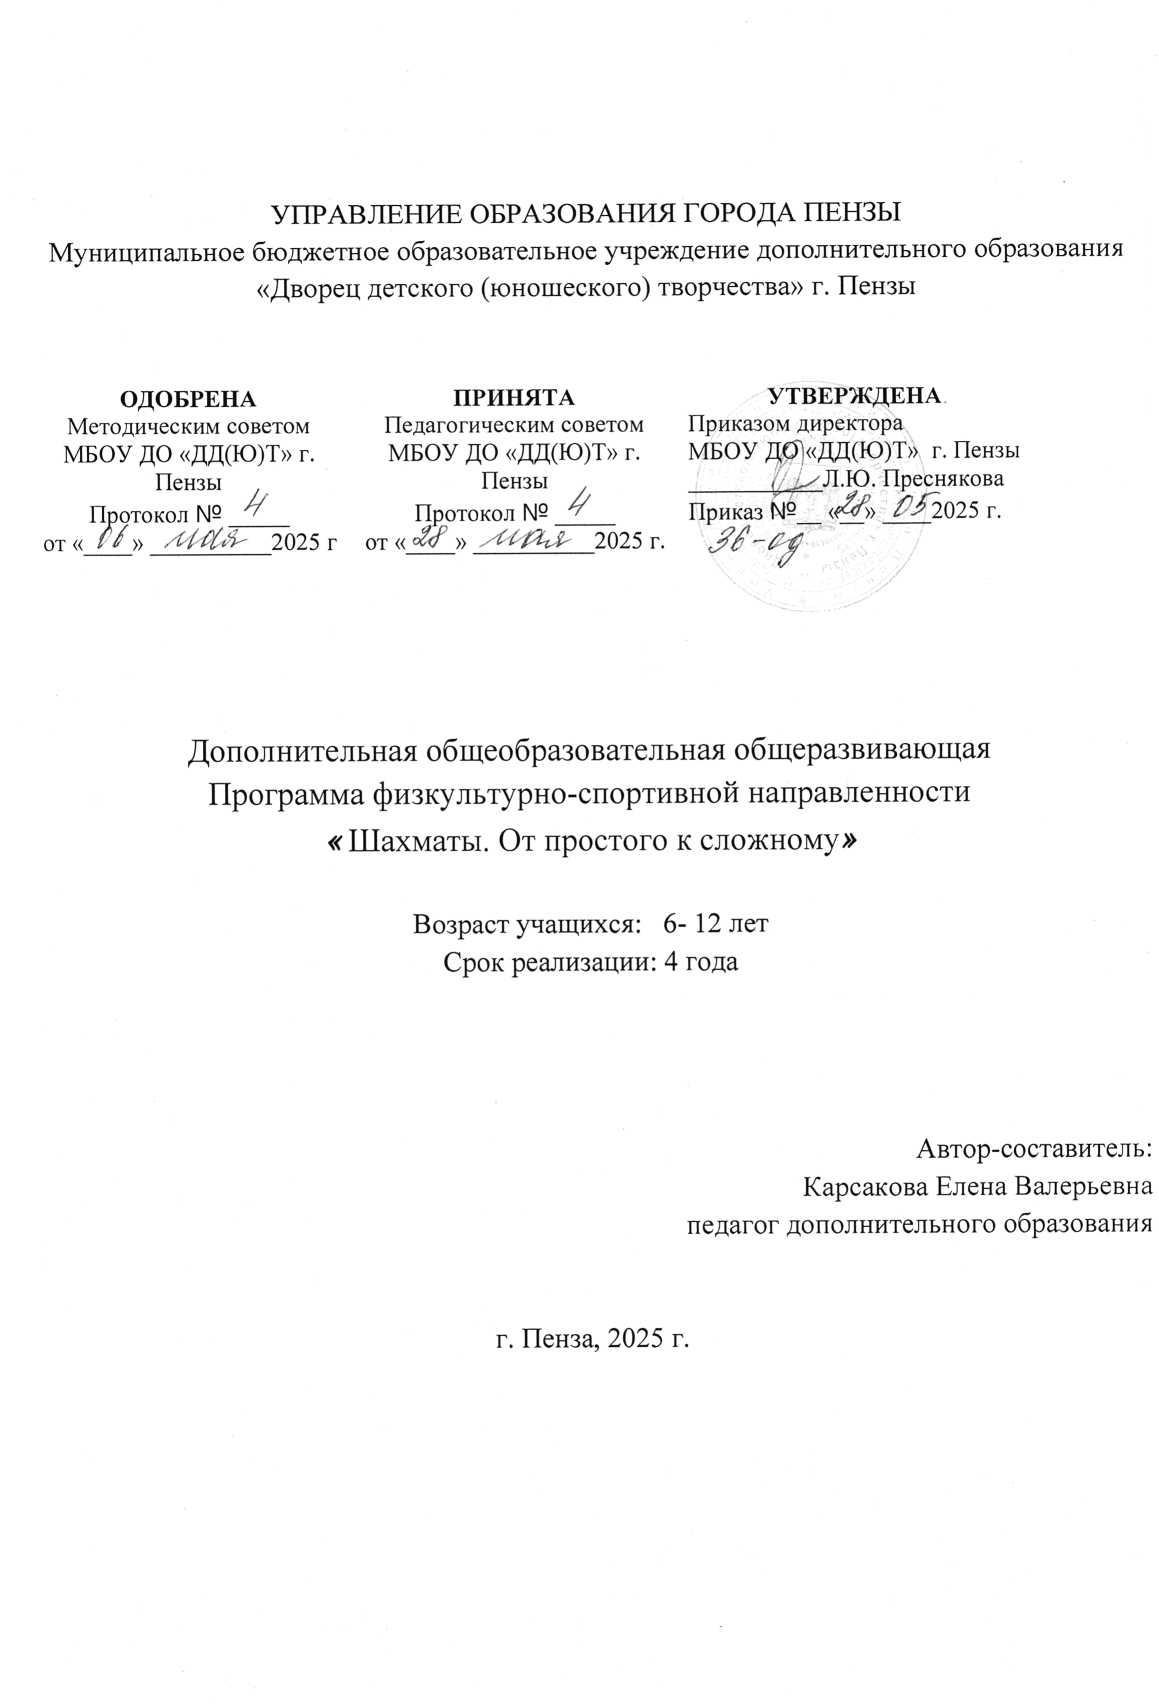 УПРАВЛЕНИЕ ОБРАЗОВАНИЯ ГОРОДА ПЕНЗЫ
Муниципальное бюджетное образовательное учреждение дополнительного образования
«Дворец детского (юношеского) творчества» г. Пензы
ОДОБРЕНА
Методическим советом
МБОУ ДО «ДД(Ю)Т» г.
Пензы
Протокол № 4
от «06» мая 2025 г
ПРИНЯТА
Педагогическим советом
МБОУ ДО «ДД(Ю)Т» г.
Пензы
Протокол № 4
от «28» мая 2025 г.
УТВЕРЖДЕНА
Приказом директора
МБОУ ДО «ДД(Ю)Т» г. Пензы
Л.Ю. Преснякова
Приказ №__ «28» 05 2025 г.
36-од
Дополнительная общеобразовательная общеразвивающая
Программа физкультурно-спортивной направленности
«Шахматы. От простого к сложному»
Возраст учащихся: 6- 12 лет
Срок реализации: 4 года
Автор-составитель:
Карсакова Елена Валерьевна
педагог дополнительного образования
г. Пенза, 2025 г.